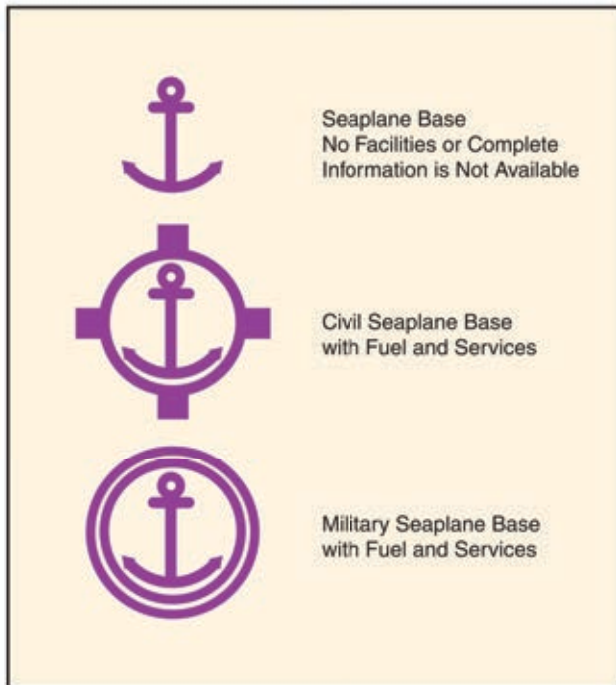 Seaplane Base
No Facilities or Complete
Information is Not Available
Civil Seaplane Base
with Fuel and Services
Military Seaplane Base
with Fuel and Services